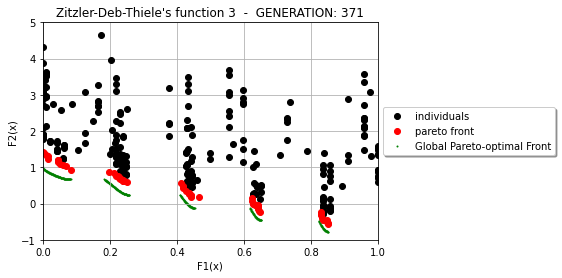 Zitzler-Deb-Thiele's function 3 - GENERATION: 371
5
4
3
2
1
0
−1
F2(x)
0.0 0.2 0.4 0.6 0.8 1.0
F1(x)
individuals
pareto front
Global Pareto-optimal Front